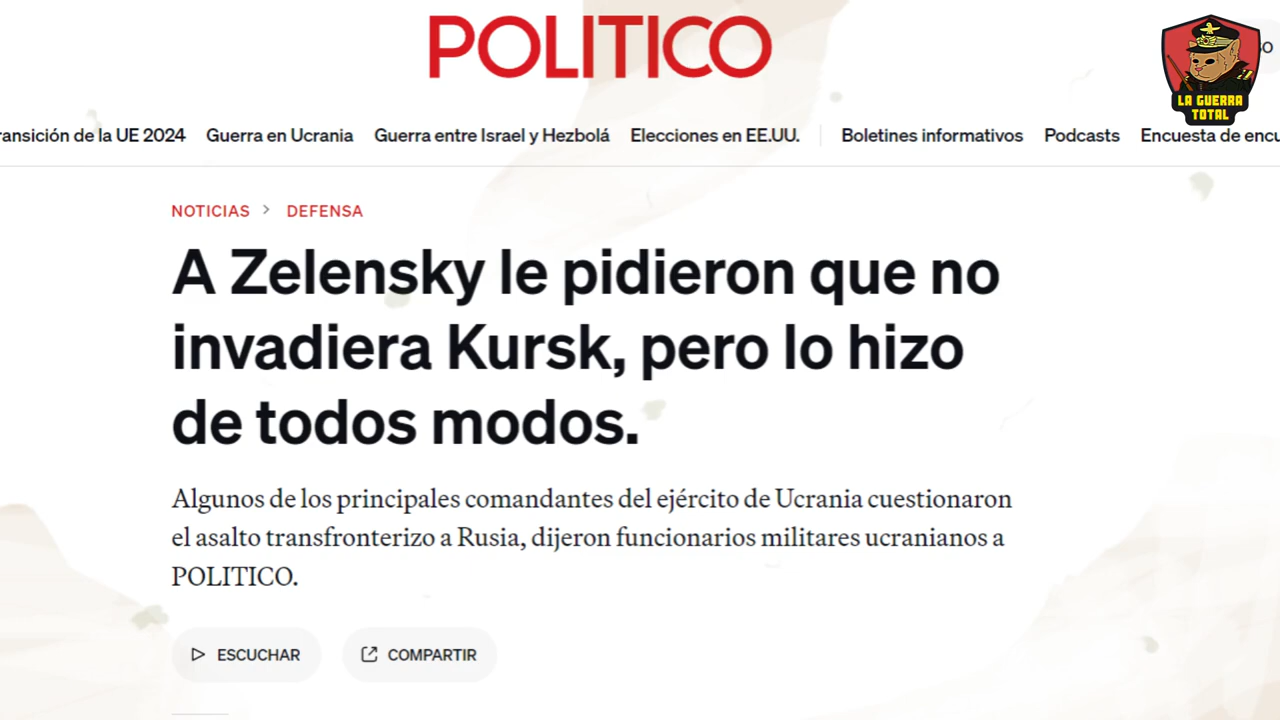 POLITICO
LA GUERRA
TOTAL
ransición de la UE 2024 Guerra en Ucrania Guerra entre Israel y Hezbolá Elecciones en EE.UU. Boletines informativos Podcasts Encuesta de encu
NOTICIAS > DEFENSA
A Zelensky le pidieron que no
invadiera Kursk, pero lo hizo
de todos modos.
Algunos de los principales comandantes del ejército de Ucrania cuestionaron
el asalto transfronterizo a Rusia, dijeron funcionarios militares ucranianos a
POLITICO.
ESCUCHAR COMPARTIR